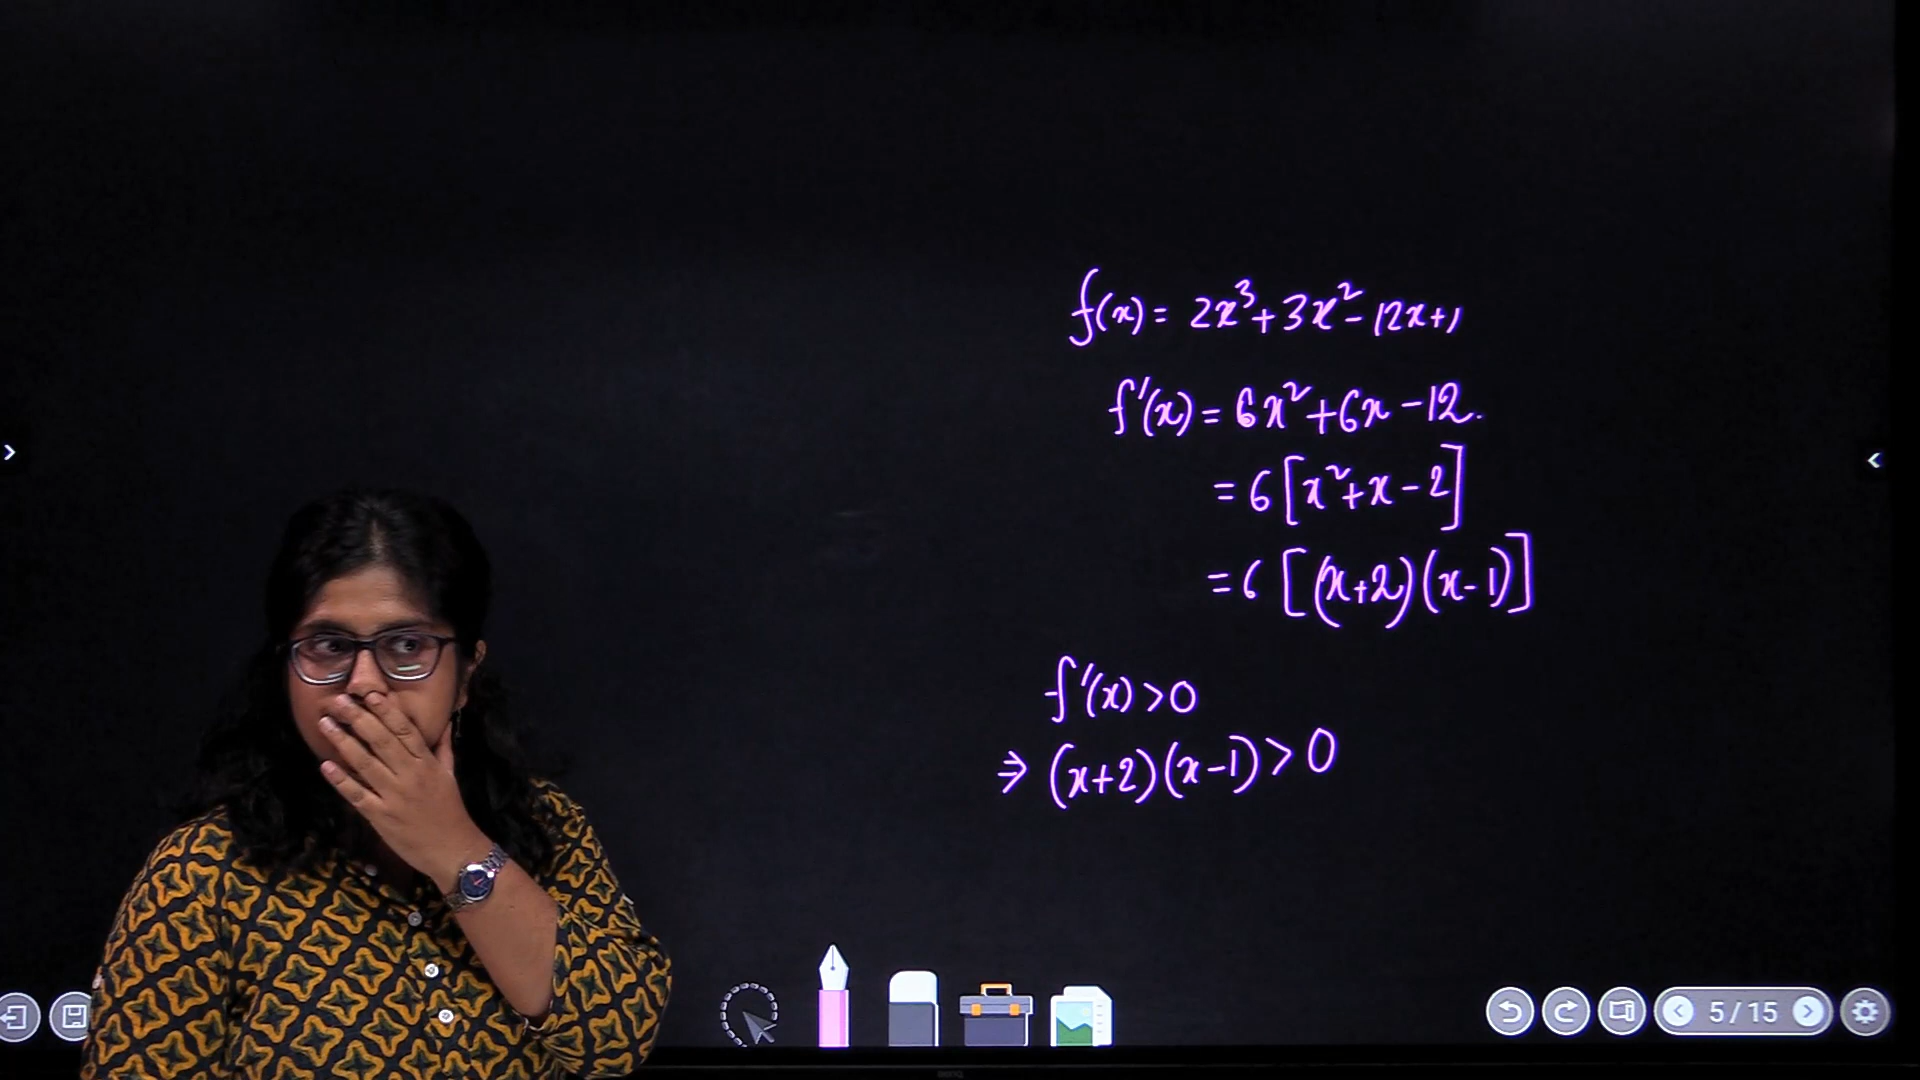 f(x) = 2x³+3x²-12x+1
f'(x) = 6x²+6x-12.
= 6[x²+x-2]
= 6[(x+2)(x-1)]
f'(x) >0
⇒ (x+2)(x-1) > 0
5/15